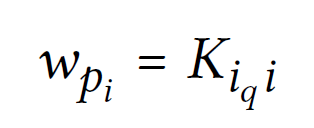 w_{p_i} = K_{i_q i}